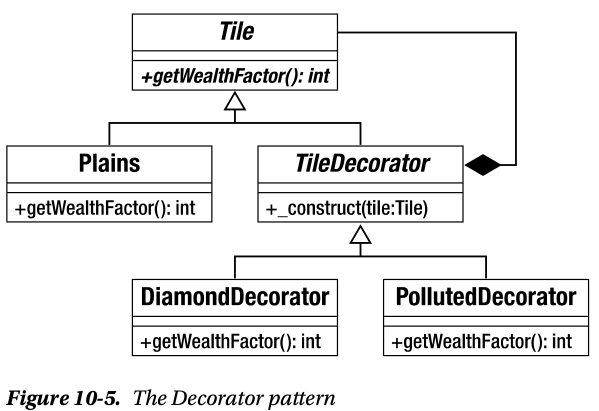 Tile
+getWealthFactor(): int
Plains
TileDecorator
+getWealthFactor(): int
+_construct(tile:Tile)
DiamondDecorator
PollutedDecorator
+getWealthFactor(): int
+getWealthFactor(): int
Figure 10-5. The Decorator pattern